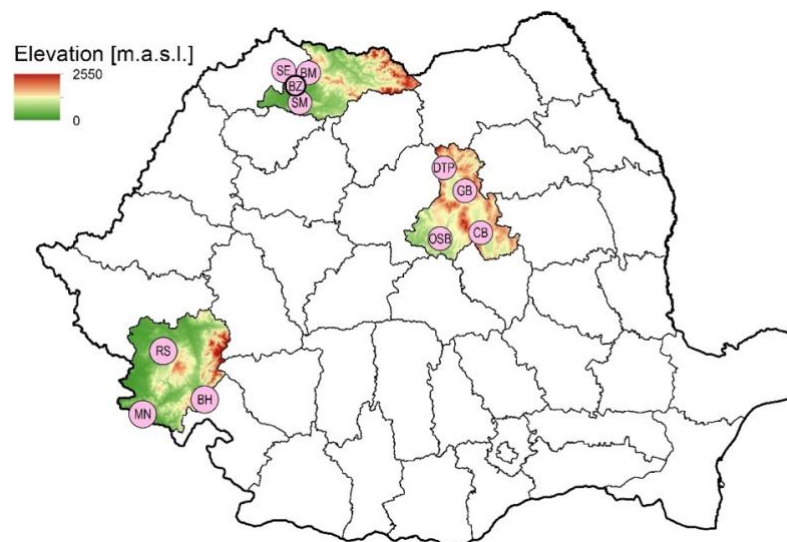 Elevation [m.a.s.l.]
2550
0
SE
BM
BZ
SM
DTP
GB
OSB
CB
RS
BH
MN